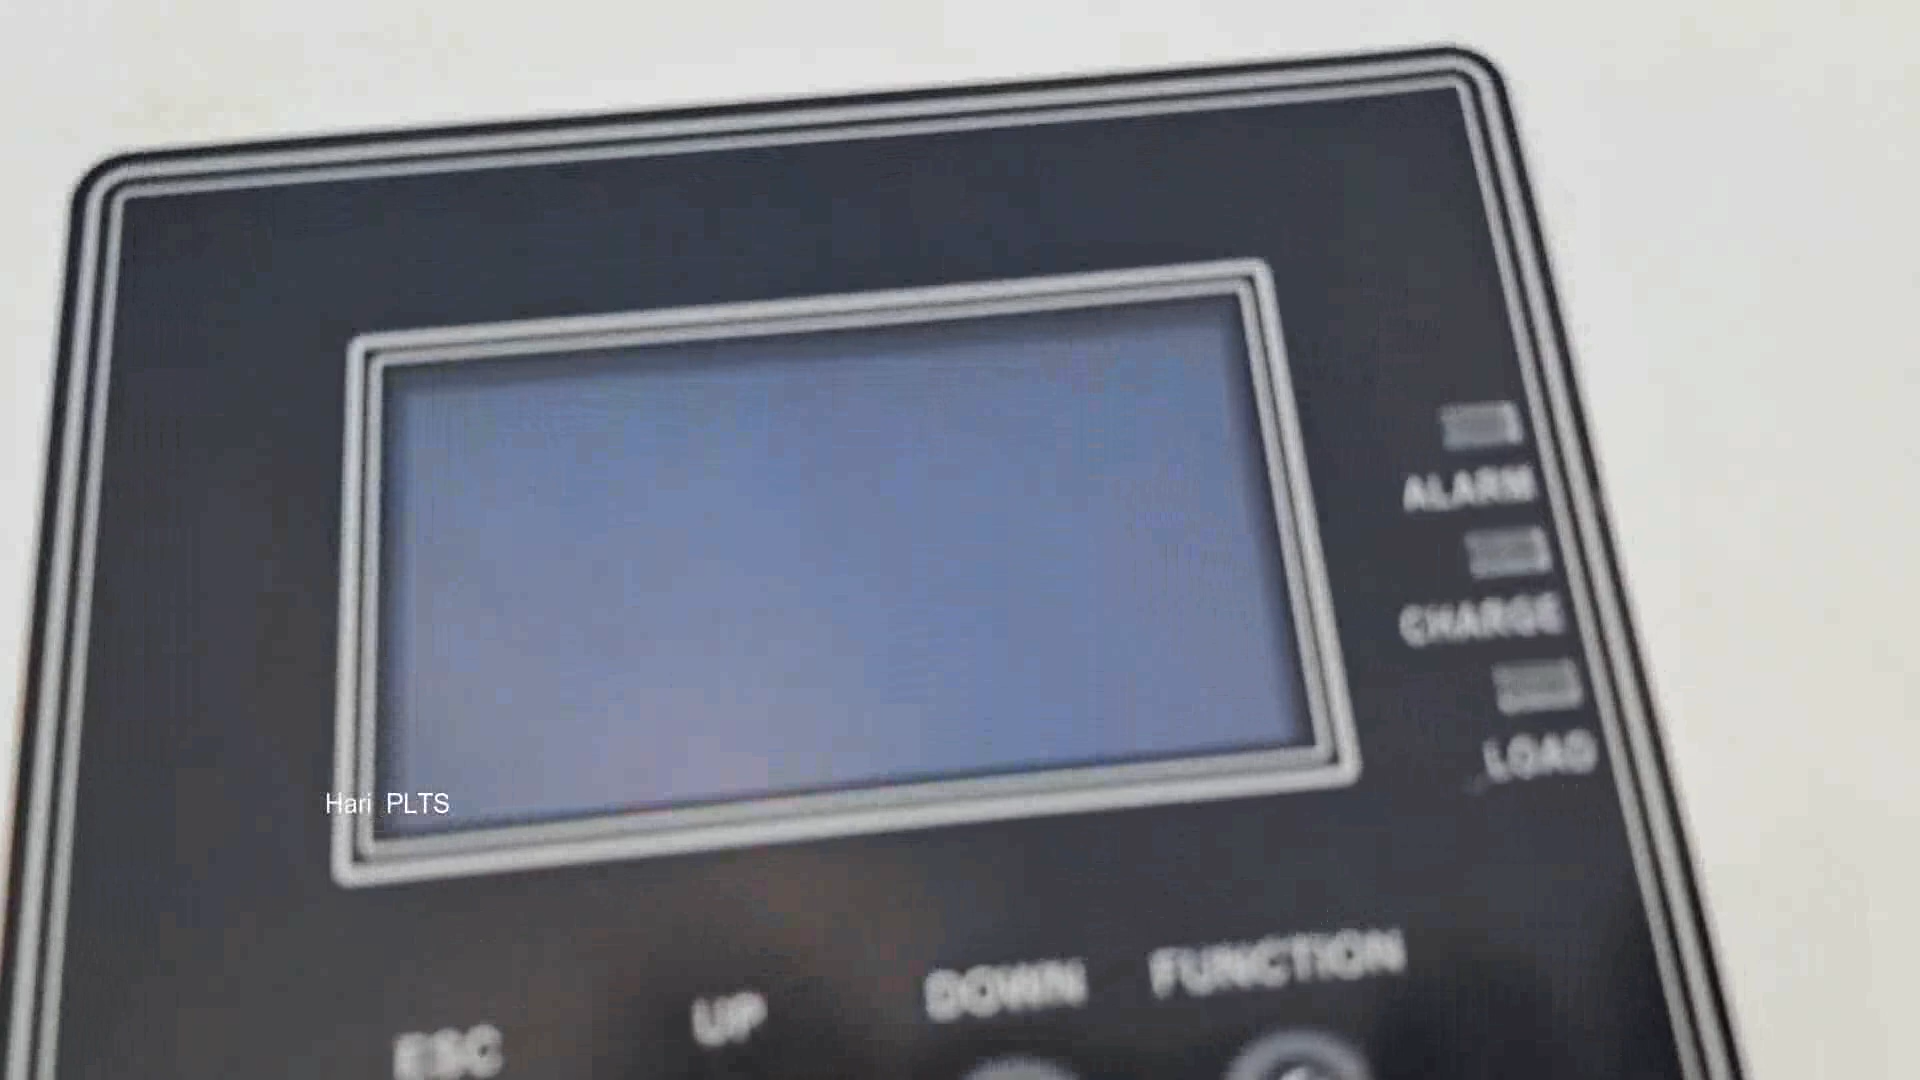 ALARM
CHARGE
LOAD
Hari PLTS
ESC
UP
DOWN
FUNCTION